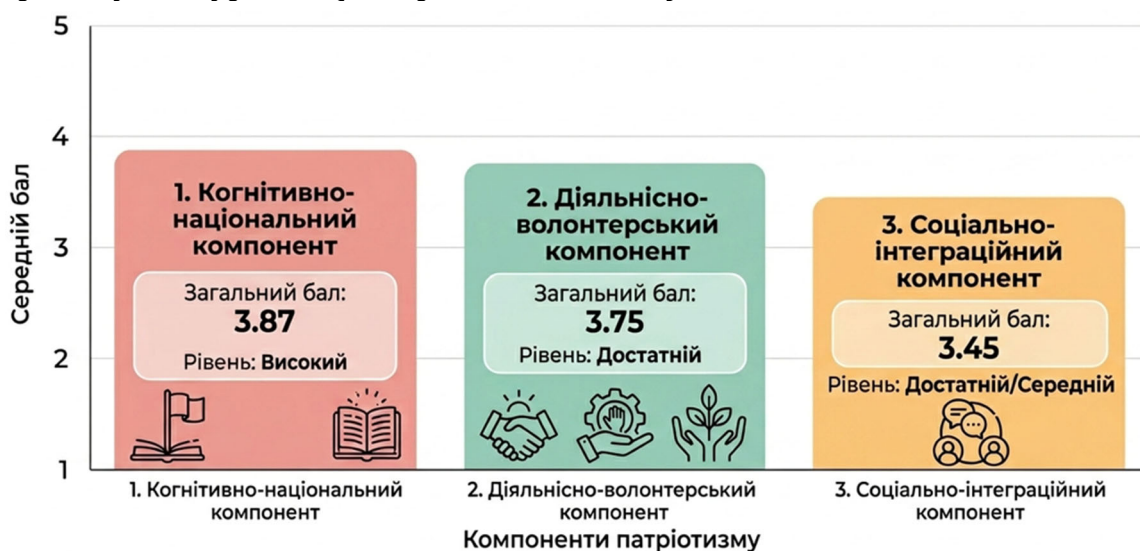 5
4
3
2
1
Середній бал
1. Когнитивно-
національний
компонент
Загальний бал:
3.87
Рівень: Високий
2. Діяльнісно-
волонтерський
компонент
Загальний бал:
3.75
Рівень: Достатній
3. Соціально-
інтеграційний
компонент
Загальний бал:
3.45
Рівень: Достатній/Середній
1. Когнитивно-національний
компонент
2. Діяльнісно-волонтерський
компонент
3. Соціально-інтеграційний
компонент
Компоненти патріотизму